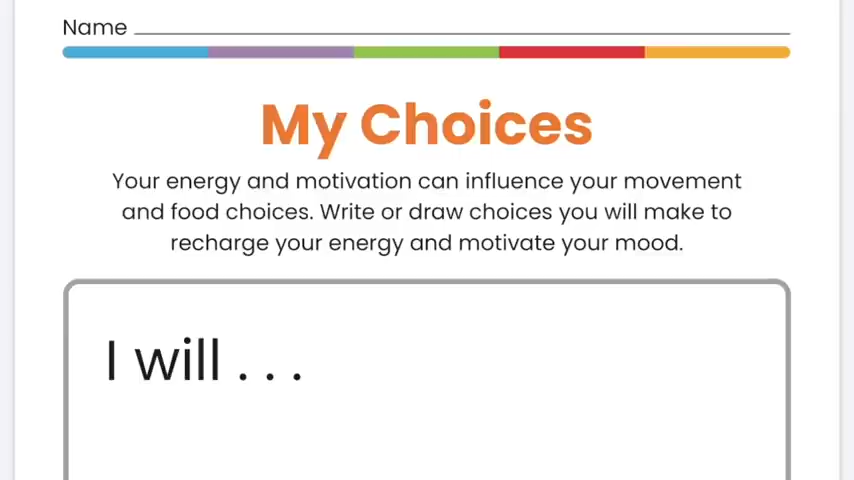 Name
My Choices
Your energy and motivation can influence your movement
and food choices. Write or draw choices you will make to
recharge your energy and motivate your mood.
I will . . .